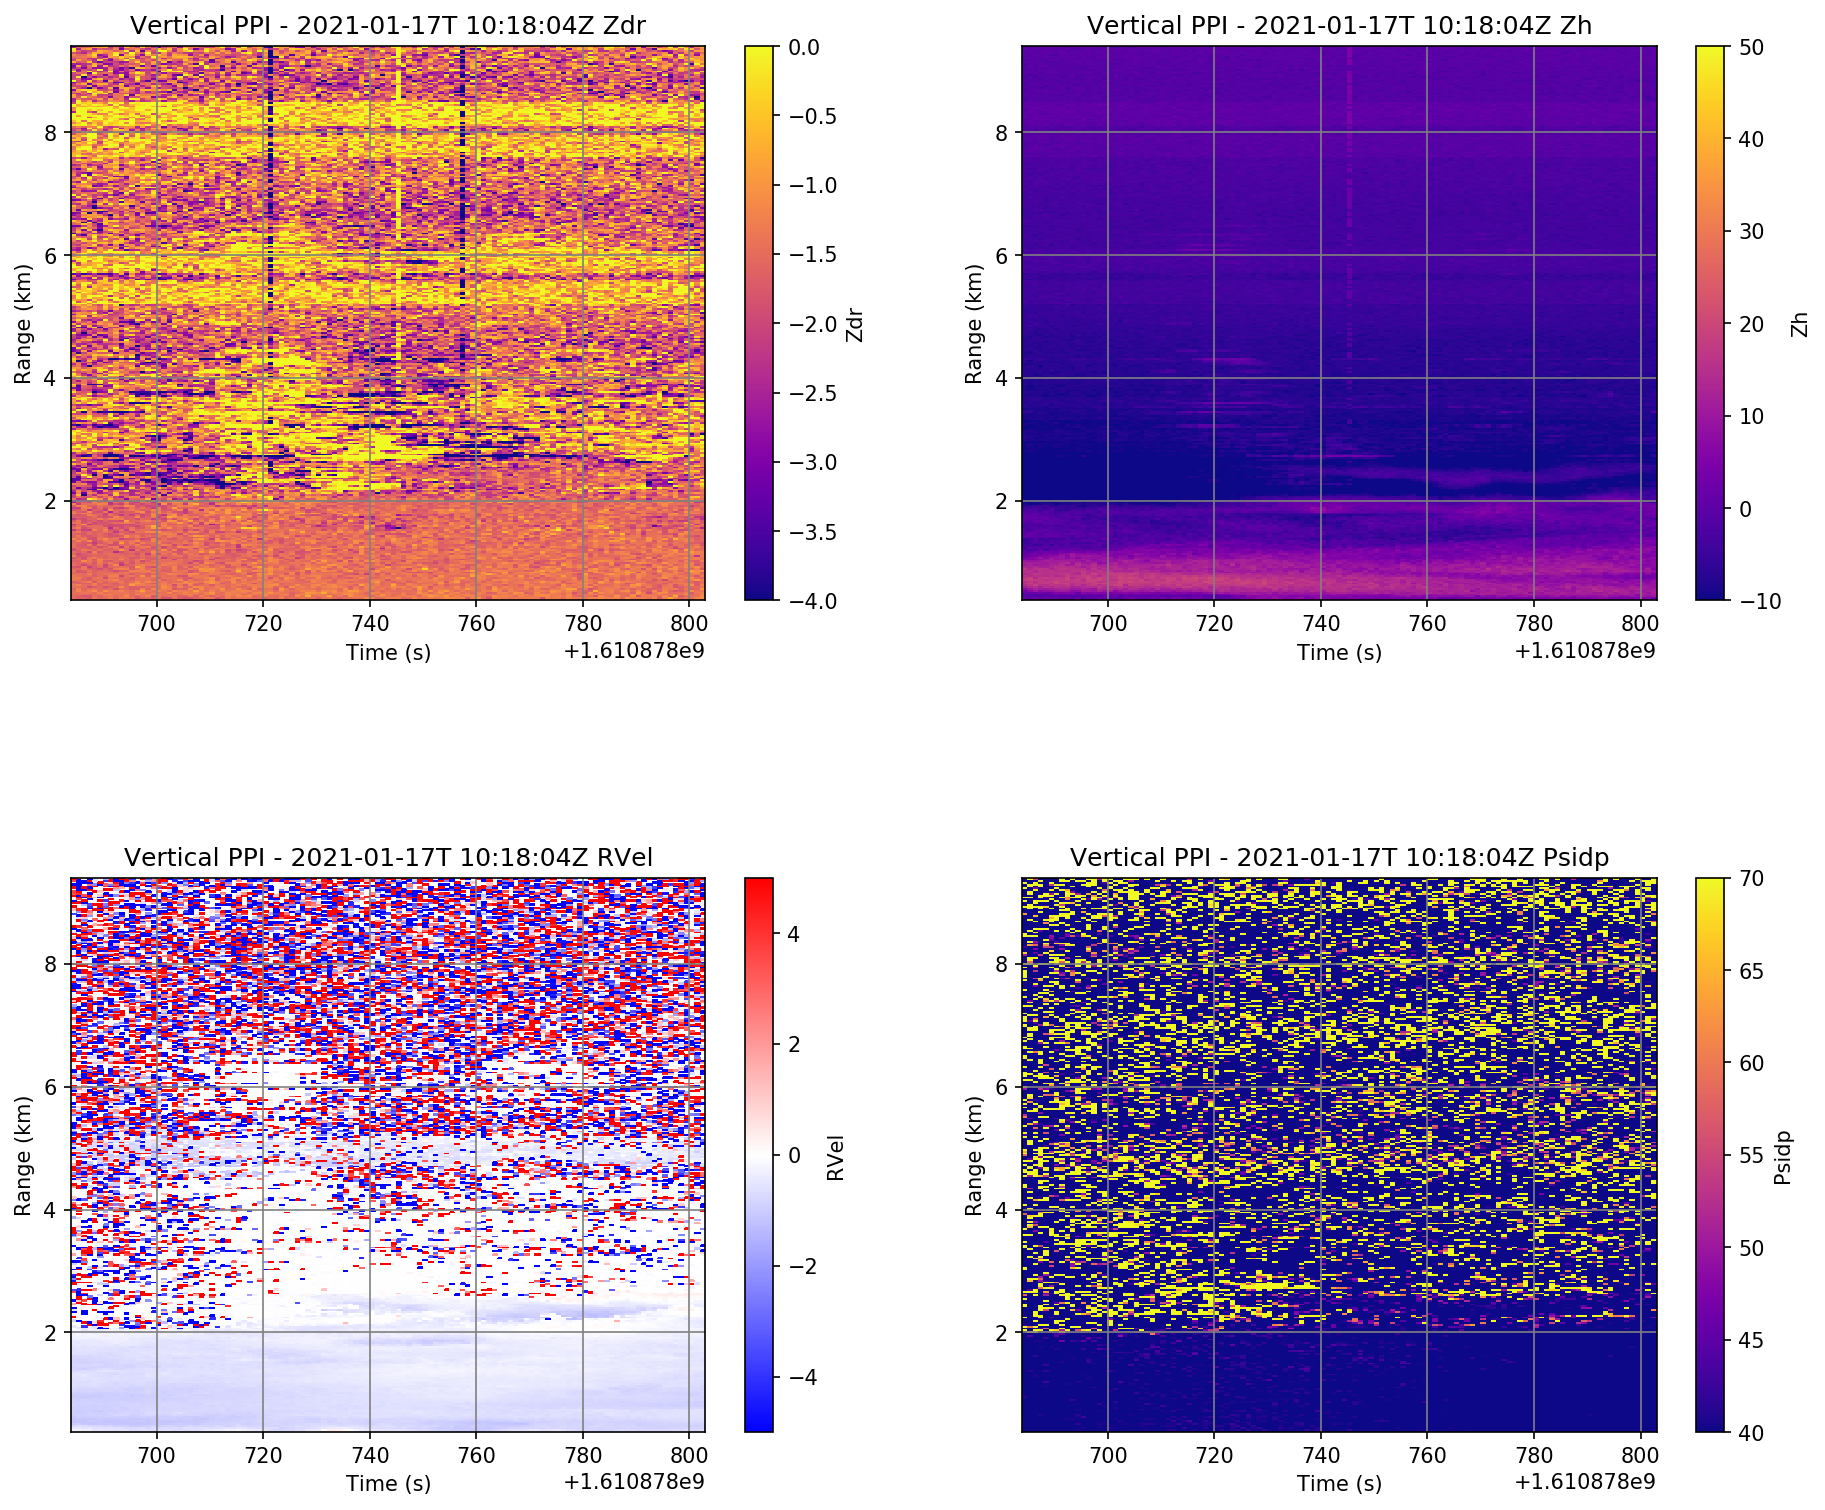 Vertical PPI - 2021-01-17T 10:18:04Z Zdr
Range (km)
8
6
4
2
700 720 740 760 780 800
Time (s)
+1.610878e9
0.0
−0.5
−1.0
−1.5
−2.0
−2.5
−3.0
−3.5
−4.0
Zdr
Vertical PPI - 2021-01-17T 10:18:04Z Zh
Range (km)
8
6
4
2
700 720 740 760 780 800
Time (s)
+1.610878e9
50
40
30
20
10
0
−10
Zh
Vertical PPI - 2021-01-17T 10:18:04Z RVel
Range (km)
8
6
4
2
700 720 740 760 780 800
Time (s)
+1.610878e9
4
2
0
−2
−4
RVel
Vertical PPI - 2021-01-17T 10:18:04Z Psidp
Range (km)
8
6
4
2
700 720 740 760 780 800
Time (s)
+1.610878e9
70
65
60
55
50
45
40
Psidp